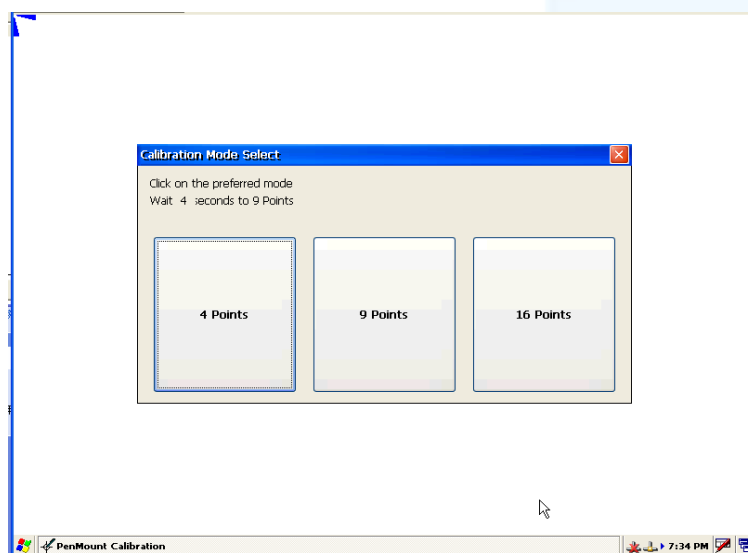 Calibration Mode Select
Click on the preferred mode
Wait 4 seconds to 9 Points
4 Points
9 Points
16 Points
PenMount Calibration
7:34 PM